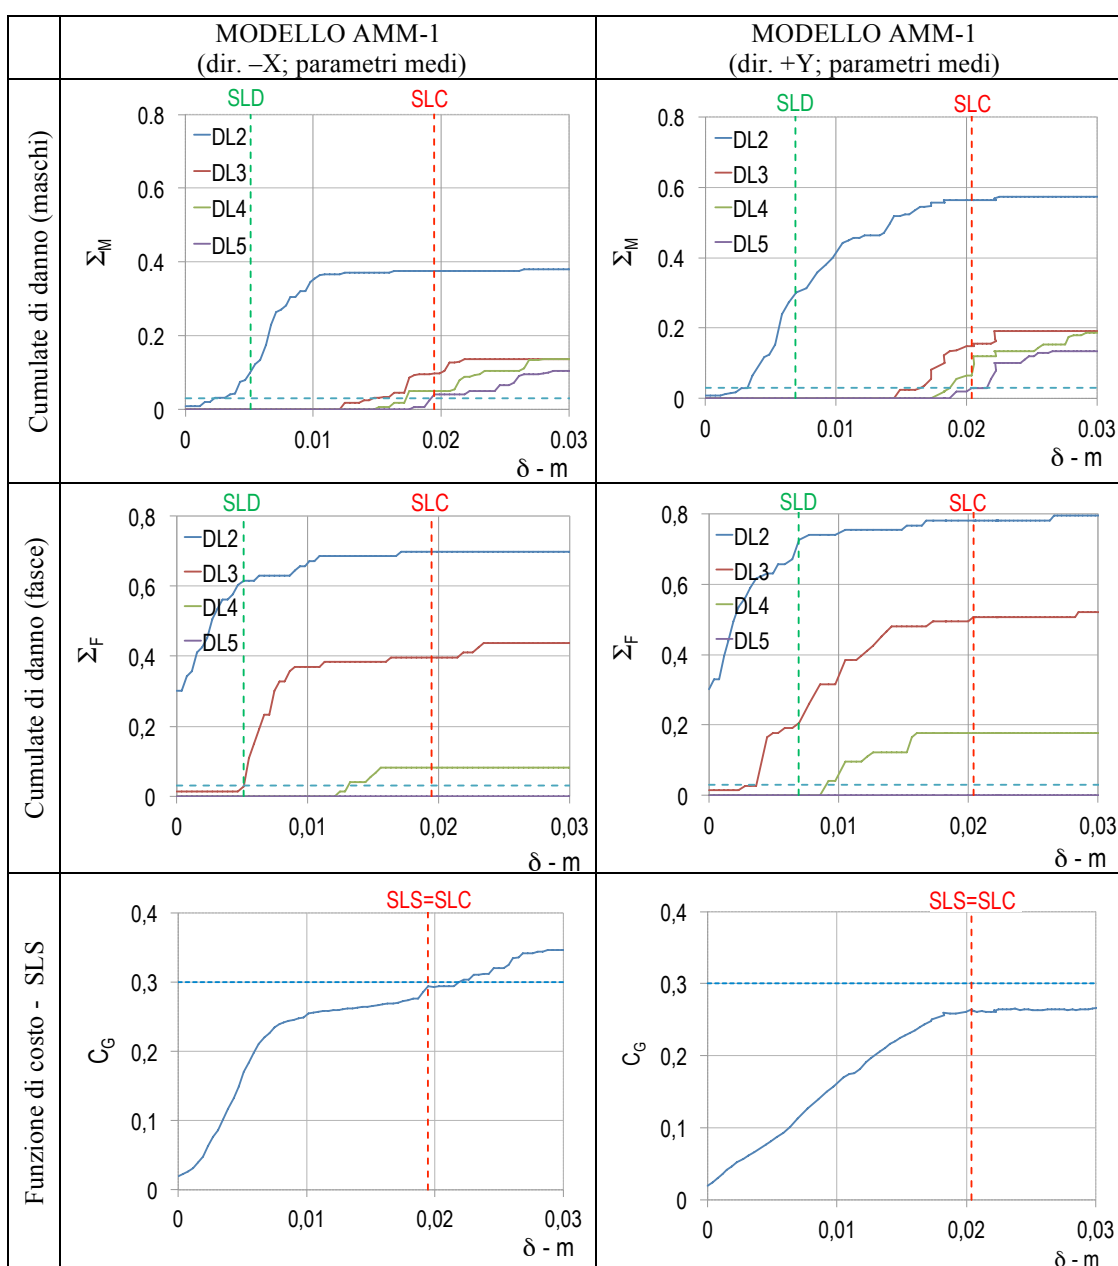 MODELLO AMM-1
(dir. –X; parametri medi)
MODELLO AMM-1
(dir. +Y; parametri medi)
Cumulate di danno (maschi)
SLD
SLC
0.8
0.6
0.4
0.2
0
DL2
DL3
DL4
DL5
ΣM
0
0.01
0.02
0.03
δ - m
SLD
SLC
0.8
0.6
0.4
0.2
0
DL2
DL3
DL4
DL5
ΣM
0
0.01
0.02
0.03
δ - m
Cumulate di danno (fasce)
SLD
SLC
0,8
0,6
0,4
0,2
0
DL2
DL3
DL4
DL5
ΣF
0
0,01
0,02
0,03
δ - m
SLD
SLC
0,8
0,6
0,4
0,2
0
DL2
DL3
DL4
DL5
ΣF
0
0,01
0,02
0,03
δ - m
Funzione di costo - SLS
SLS=SLC
0,4
0,3
0,2
0,1
0
CG
0
0,01
0,02
0,03
δ - m
SLS=SLC
0,4
0,3
0,2
0,1
0
CG
0
0,01
0,02
0,03
δ - m